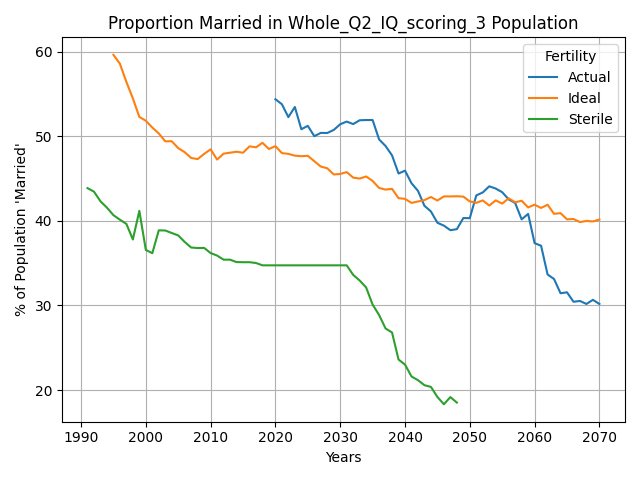 Proportion Married in Whole_Q2_IQ_scoring_3 Population
Fertility
Actual
Ideal
Sterile
% of Population 'Married'
60
50
40
30
20
1990
2000
2010
2020
2030
2040
2050
2060
2070
Years